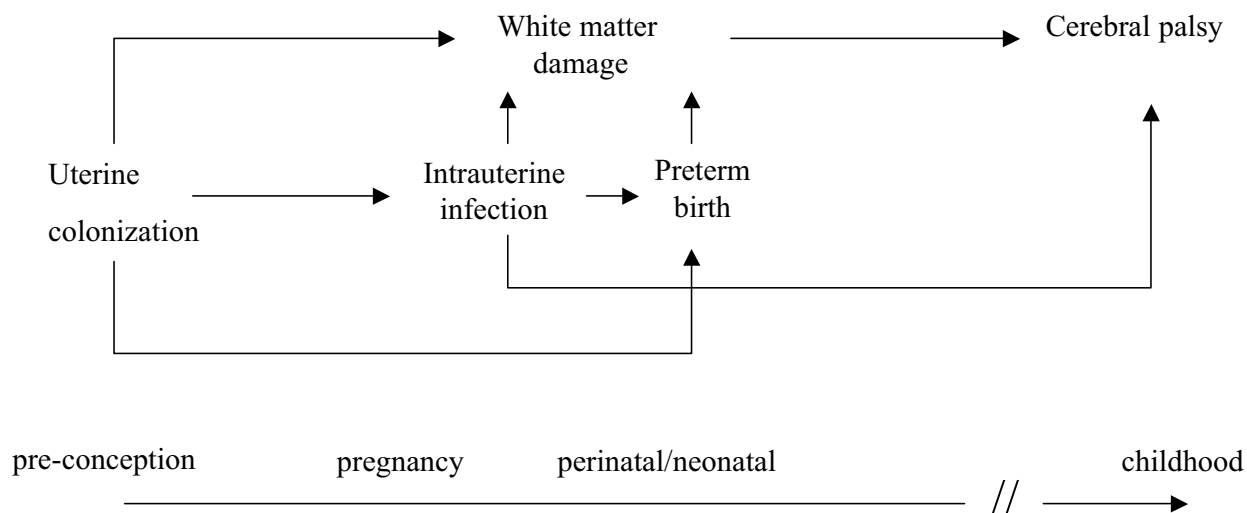 White matter
damage
Cerebral palsy
Uterine
colonization
Intrauterine
infection
Preterm
birth
pre-conception
pregnancy
perinatal/neonatal
childhood